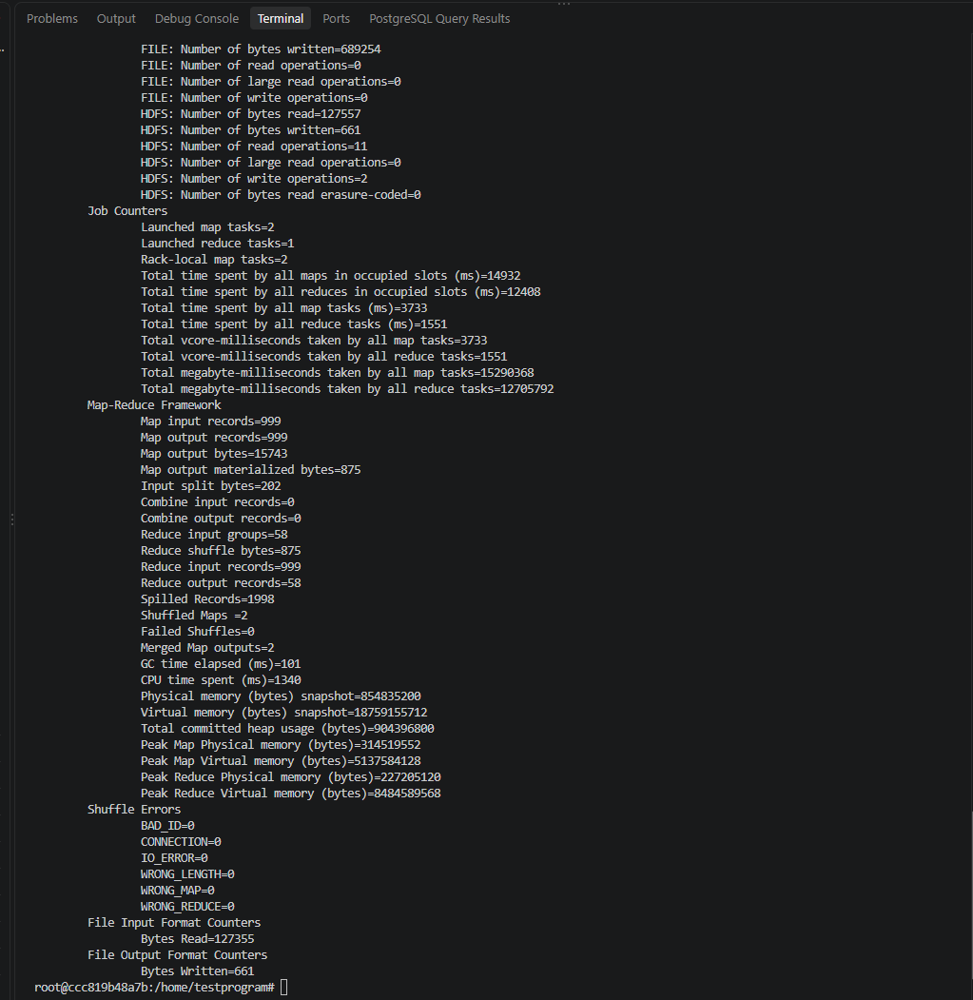 Problems Output Debug Console Terminal Ports PostgreSQL Query Results
FILE: Number of bytes written=689254
FILE: Number of read operations=0
FILE: Number of large read operations=0
FILE: Number of write operations=0
HDFS: Number of bytes read=127557
HDFS: Number of bytes written=661
HDFS: Number of read operations=11
HDFS: Number of large read operations=0
HDFS: Number of write operations=2
HDFS: Number of bytes read erasure-coded=0
Job Counters
Launched map tasks=2
Launched reduce tasks=1
Rack-local map tasks=2
Total time spent by all maps in occupied slots (ms)=14932
Total time spent by all reduces in occupied slots (ms)=12408
Total time spent by all map tasks (ms)=3733
Total time spent by all reduce tasks (ms)=1551
Total vcore-milliseconds taken by all map tasks=3733
Total vcore-milliseconds taken by all reduce tasks=1551
Total megabyte-milliseconds taken by all map tasks=15290368
Total megabyte-milliseconds taken by all reduce tasks=12705792
Map-Reduce Framework
Map input records=999
Map output records=999
Map output bytes=15743
Map output materialized bytes=875
Input split bytes=202
Combine input records=0
Combine output records=0
Reduce input groups=58
Reduce shuffle bytes=875
Reduce input records=999
Reduce output records=58
Spilled Records=1998
Shuffled Maps =2
Failed Shuffles=0
Merged Map outputs=2
GC time elapsed (ms)=101
CPU time spent (ms)=1340
Physical memory (bytes) snapshot=854835200
Virtual memory (bytes) snapshot=18759155712
Total committed heap usage (bytes)=904396800
Peak Map Physical memory (bytes)=314519552
Peak Map Virtual memory (bytes)=5137584128
Peak Reduce Physical memory (bytes)=227205120
Peak Reduce Virtual memory (bytes)=8484589568
Shuffle Errors
BAD_ID=0
CONNECTION=0
IO_ERROR=0
WRONG_LENGTH=0
WRONG_MAP=0
WRONG_REDUCE=0
File Input Format Counters
Bytes Read=127355
File Output Format Counters
Bytes Written=661
root@ccc819b48a7b:/home/testprogram#